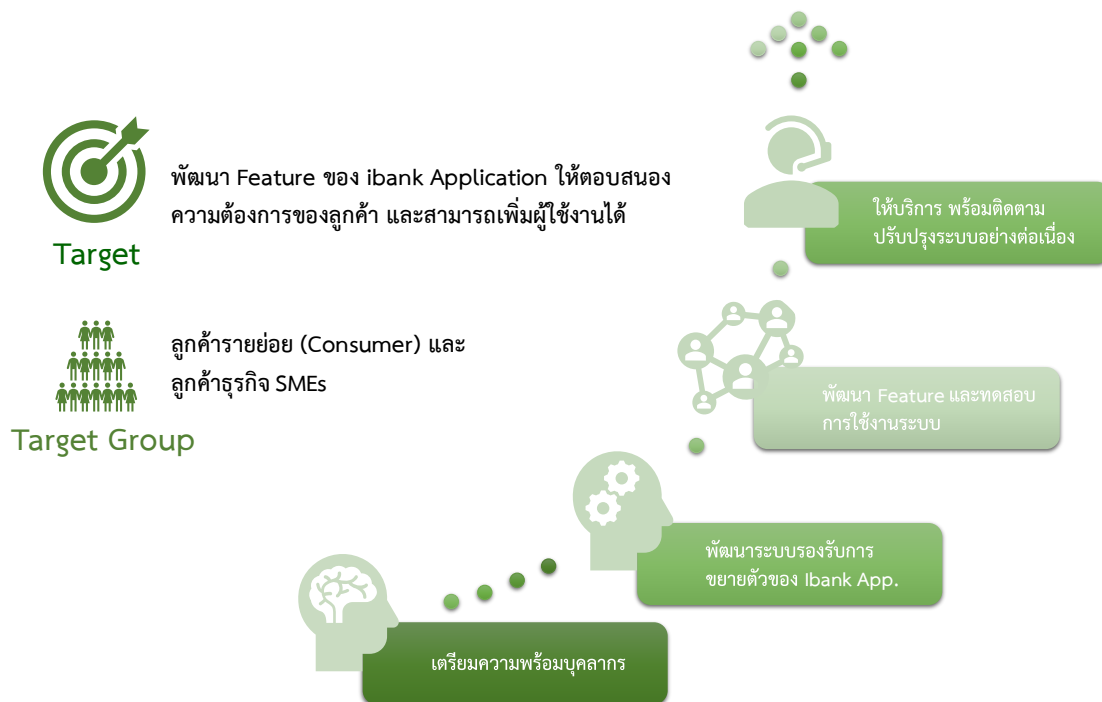 พัฒนา Feature ของ ibank Application ให้ตอบสนอง
ความต้องการของลูกค้า และสามารถเพิ่มผู้ใช้งานได้
Target
ลูกค้ารายย่อย (Consumer) และ
ลูกค้าธุรกิจ SMEs
Target Group
ให้บริการ พร้อมติดตาม
ปรับปรุงระบบอย่างต่อเนื่อง
พัฒนา Feature และทดสอบ
การใช้งานระบบ
พัฒนาระบบรองรับการ
ขยายตัวของ Ibank App.
เตรียมความพร้อมบุคลากร